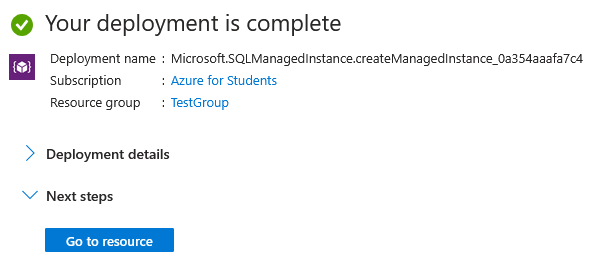 Your deployment is complete
Deployment name : Microsoft.SQLManagedInstance.createManagedInstance_0a354aaafa7c4
Subscription : Azure for Students
Resource group : TestGroup
Deployment details
Next steps
Go to resource